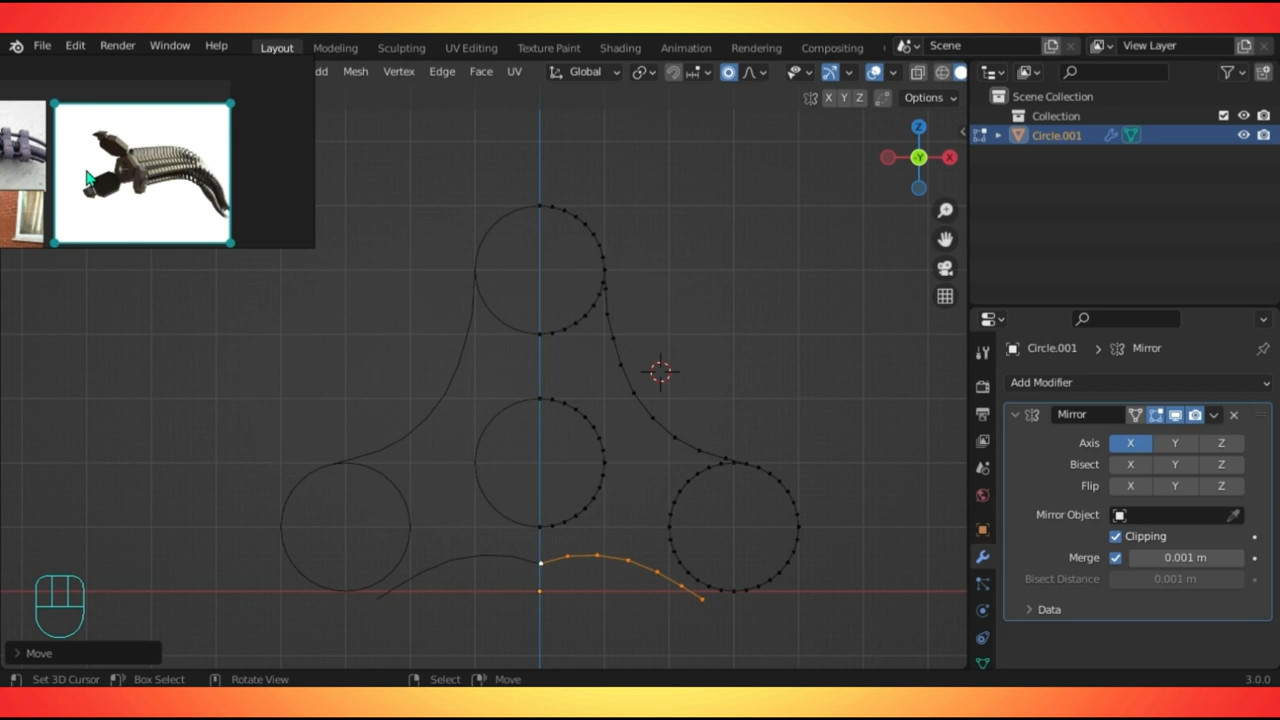 File Edit Render Window Help Layout Modeling Sculpting UV Editing Texture Paint Shading Animation Rendering Compositing Scene View Layer
dd Mesh Vertex Edge Face UV Global
X Y Z Options
Scene Collection
Collection
Circle.001
Z
X
-Y
Circle.001 > Mirror
Add Modifier
Mirror
Axis X Y Z
Bisect X Y Z
Flip X Y Z
Mirror Object
Clipping
Merge 0.001 m
Bisect Distance 0.001 m
Data
> Move
Set 3D Cursor Box Select Rotate View Select Move 3.0.0